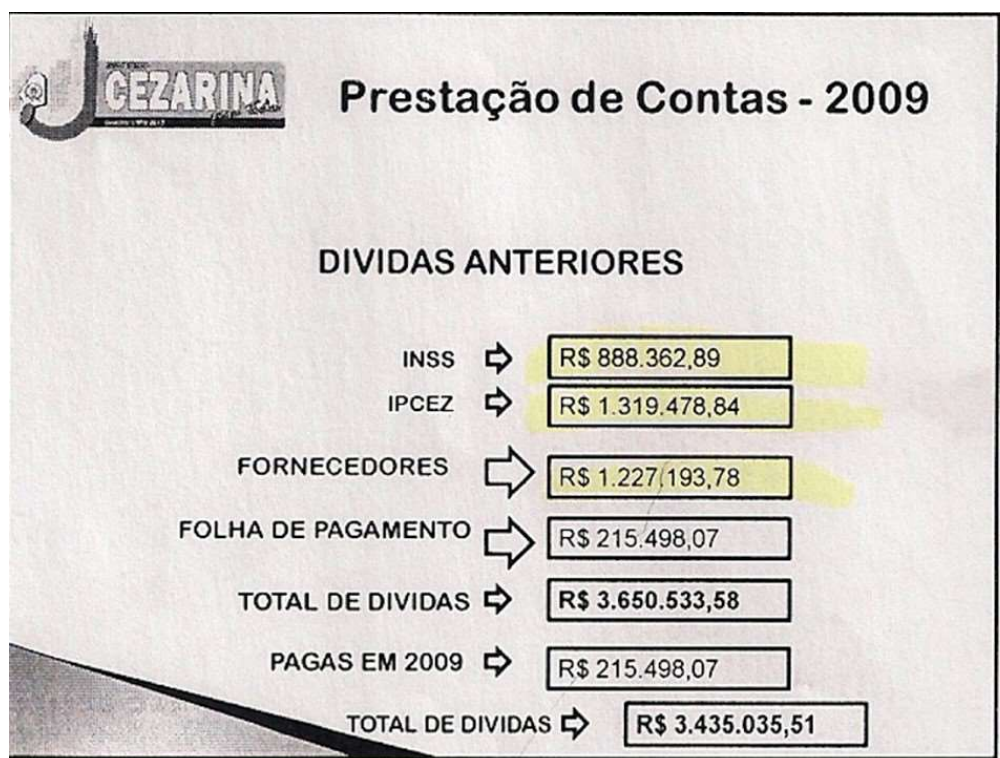 CEZARINA
Prestação de Contas - 2009
DIVIDAS ANTERIORES
INSS R$ 888.362,89
IPCEZ R$ 1.319.478,84
FORNECEDORES R$ 1.227,193,78
FOLHA DE PAGAMENTO R$ 215.498,07
TOTAL DE DIVIDAS R$ 3.650.533,58
PAGAS EM 2009 R$ 215.498,07
TOTAL DE DIVIDAS R$ 3.435.035,51